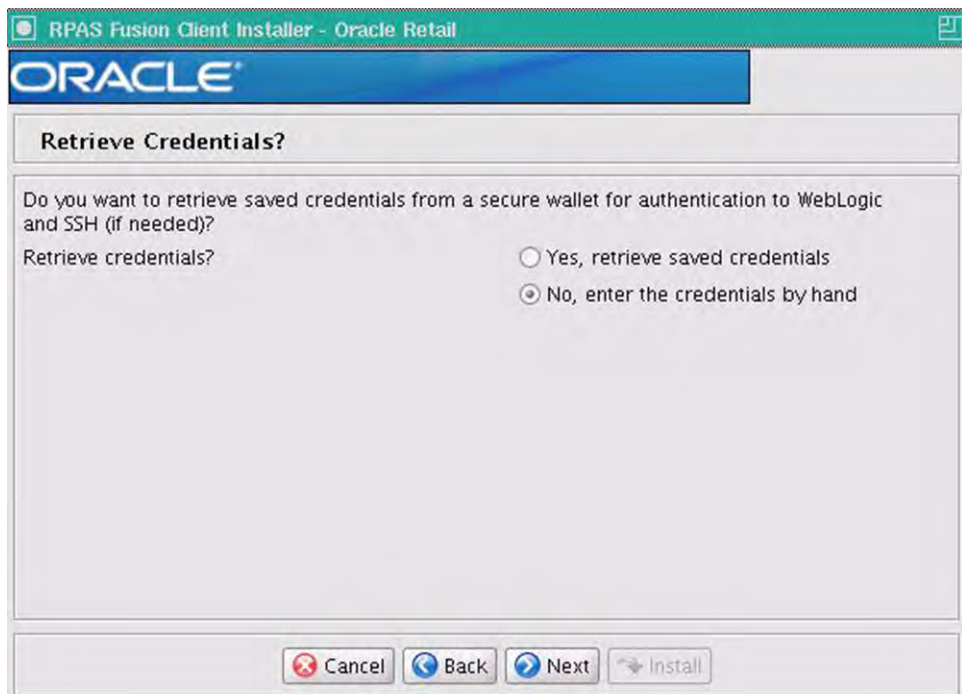 RPAS Fusion Client Installer - Oracle Retail
ORACLE®
Retrieve Credentials?
Do you want to retrieve saved credentials from a secure wallet for authentication to WebLogic
and SSH (if needed)?
Retrieve credentials?
Yes, retrieve saved credentials
No, enter the credentials by hand
Cancel Back Next Install